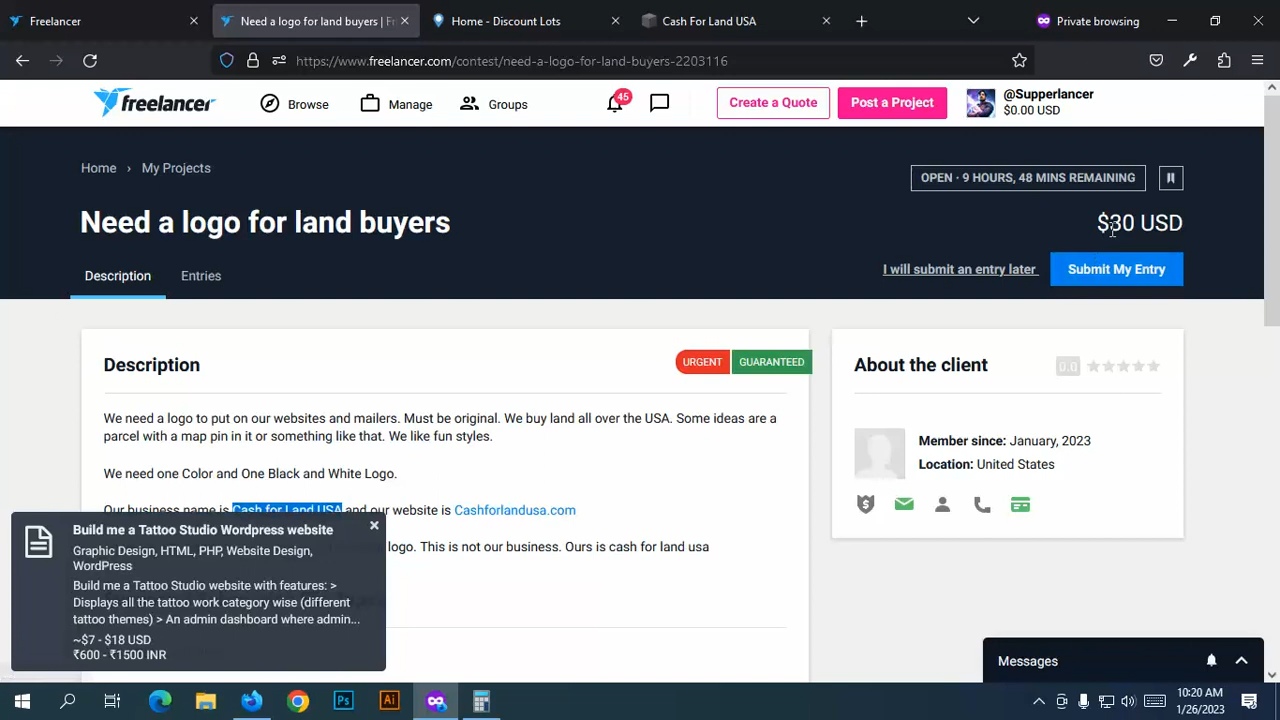 Freelancer
Need a logo for land buyers | Fr
Home - Discount Lots
Cash For Land USA
Private browsing
https://www.freelancer.com/contest/need-a-logo-for-land-buyers-2203116
freelancer
Browse
Manage
Groups
45
Create a Quote
Post a Project
@Supperlancer
$0.00 USD
Home › My Projects
OPEN · 9 HOURS, 48 MINS REMAINING
Need a logo for land buyers
$30 USD
Description
Entries
I will submit an entry later
Submit My Entry
Description
URGENT
GUARANTEED
We need a logo to put on our websites and mailers. Must be original. We buy land all over the USA. Some ideas are a
parcel with a map pin in it or something like that. We like fun styles.
We need one Color and One Black and White Logo.
Our business name is Cash for Land USA and our website is Cashforlandusa.com
logo. This is not our business. Ours is cash for land usa
About the client
0.0
Member since: January, 2023
Location: United States
Build me a Tattoo Studio Wordpress website
Graphic Design, HTML, PHP, Website Design,
WordPress
Build me a Tattoo Studio website with features: >
Displays all the tattoo work category wise (different
tattoo themes) > An admin dashboard where admin...
~$7 - $18 USD
₹600 - ₹1500 INR
Messages
Ps
Ai
10:20 AM
1/26/2023